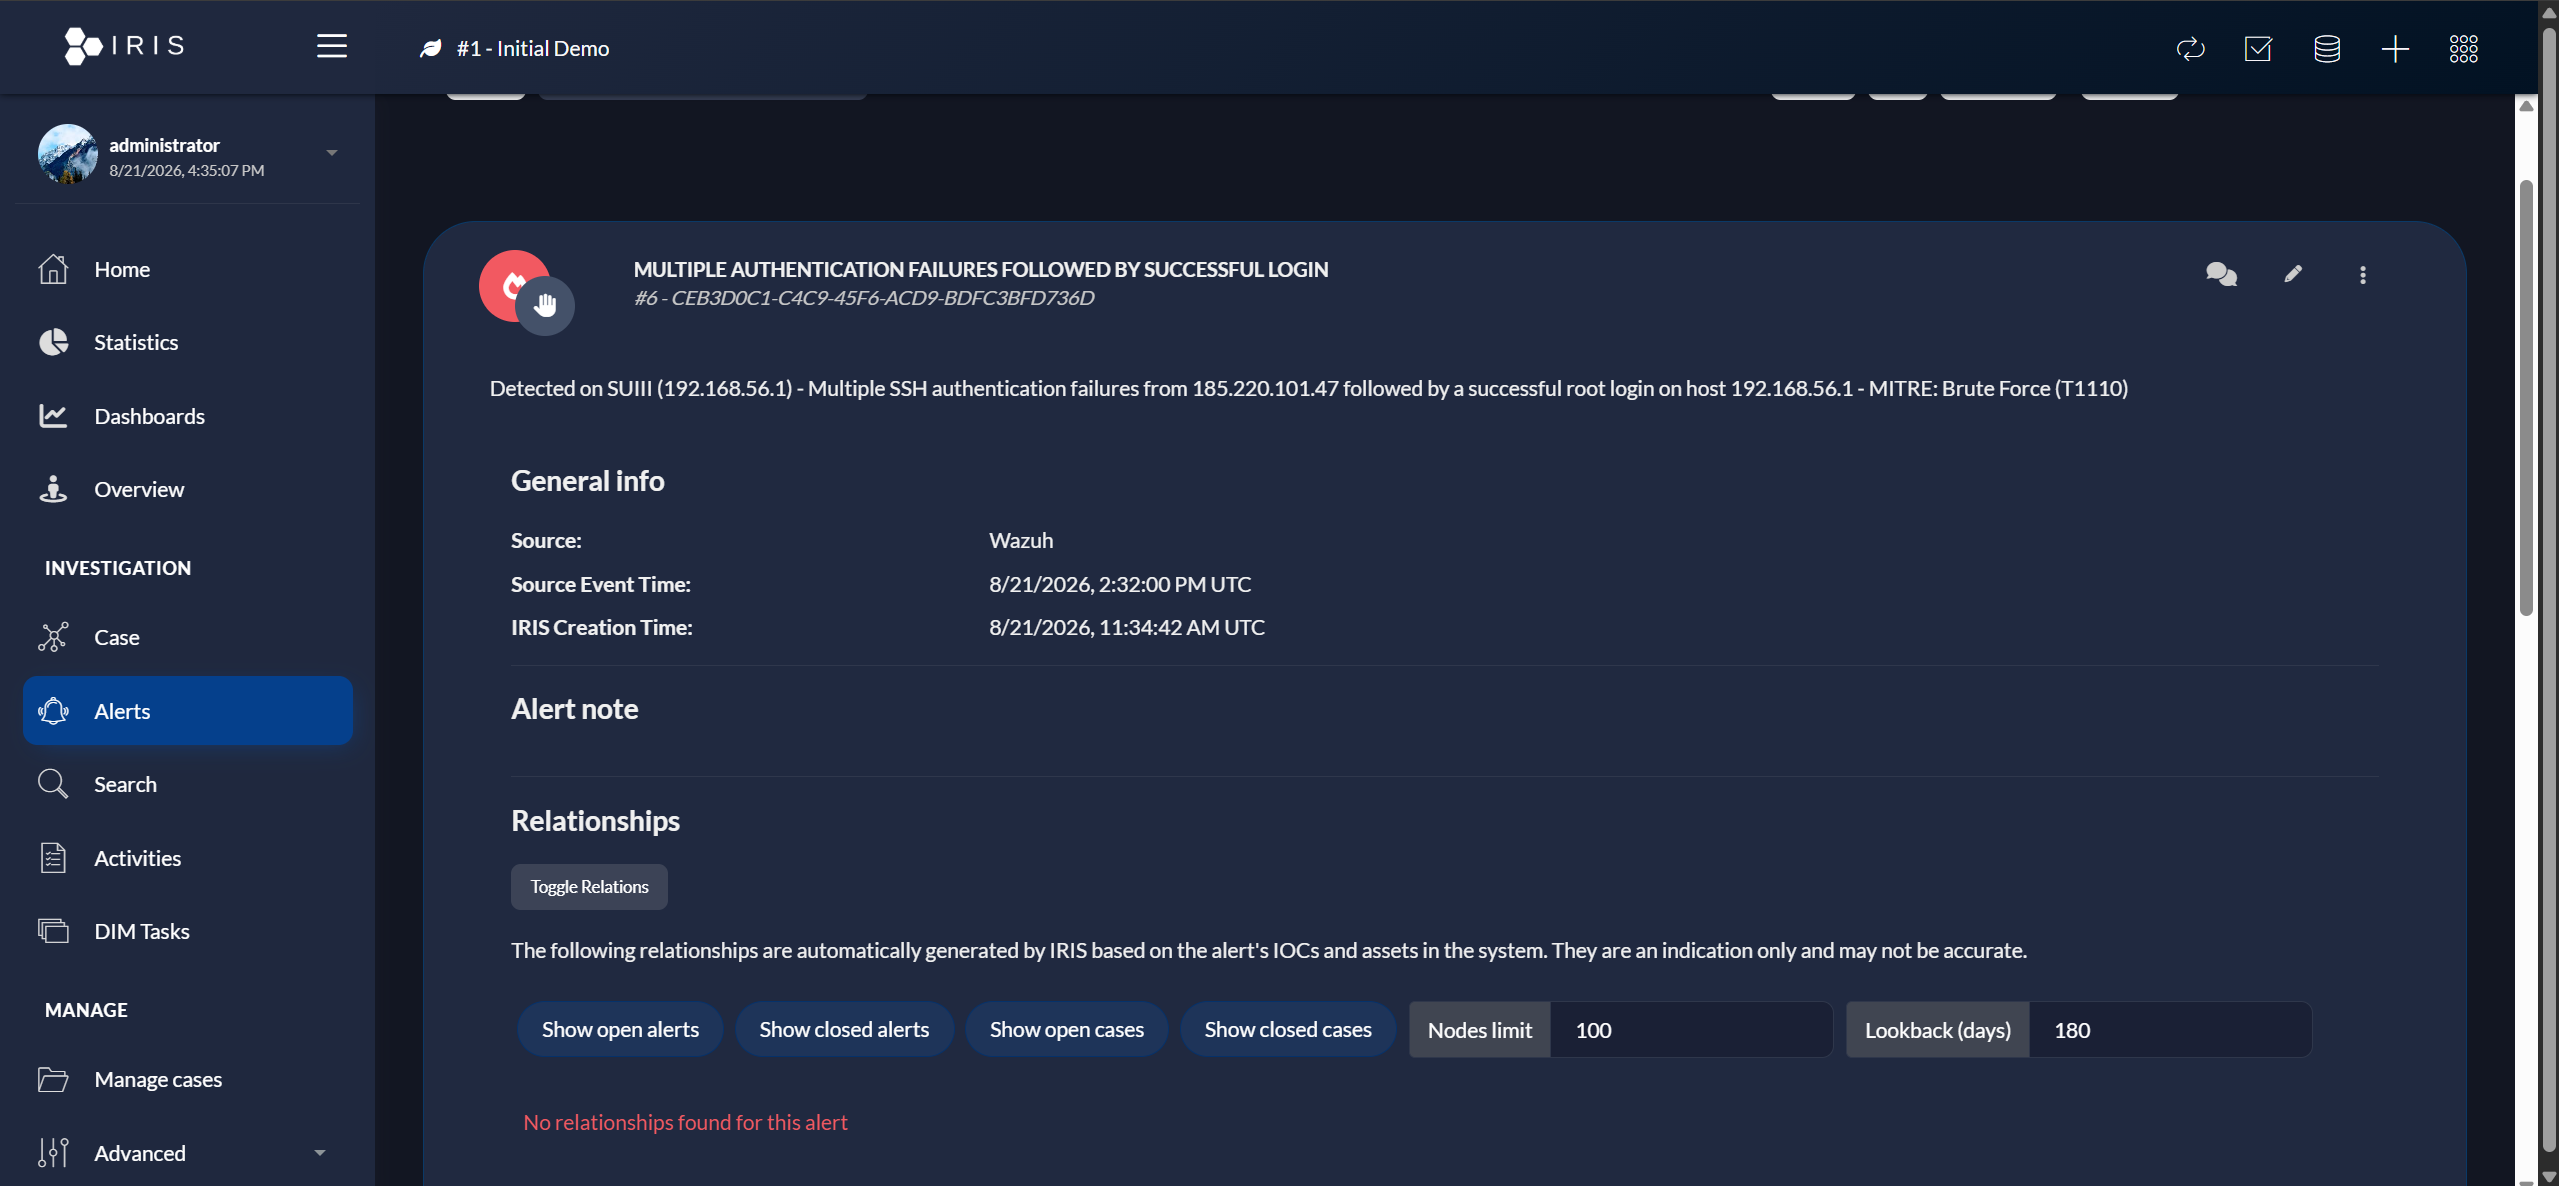 IRIS
#1 - Initial Demo
administrator
8/21/2026, 4:35:07 PM
Home
Statistics
Dashboards
Overview
INVESTIGATION
Case
Alerts
Search
Activities
DIM Tasks
MANAGE
Manage cases
Advanced
MULTIPLE AUTHENTICATION FAILURES FOLLOWED BY SUCCESSFUL LOGIN
#6 - CEB3D0C1-C4C9-45F6-ACD9-BDFC3BFD736D
Detected on SUIII (192.168.56.1) - Multiple SSH authentication failures from 185.220.101.47 followed by a successful root login on host 192.168.56.1 - MITRE: Brute Force (T1110)
General info
Source: Wazuh
Source Event Time: 8/21/2026, 2:32:00 PM UTC
IRIS Creation Time: 8/21/2026, 11:34:42 AM UTC
Alert note
Relationships
Toggle Relations
The following relationships are automatically generated by IRIS based on the alert's IOCs and assets in the system. They are an indication only and may not be accurate.
Show open alerts Show closed alerts Show open cases Show closed cases Nodes limit 100 Lookback (days) 180
No relationships found for this alert